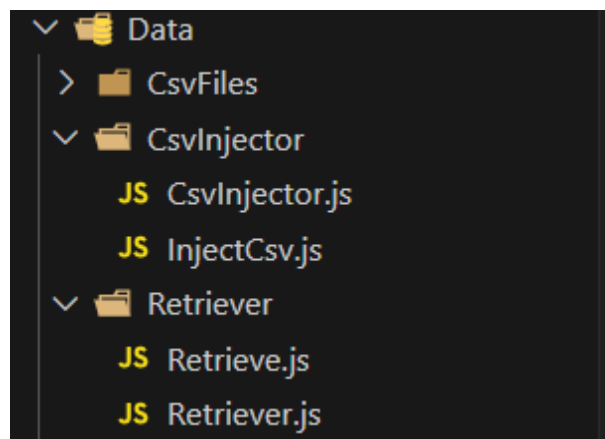 Data
CsvFiles
CsvInjector
JS CsvInjector.js
JS InjectCsv.js
Retriever
JS Retrieve.js
JS Retriever.js